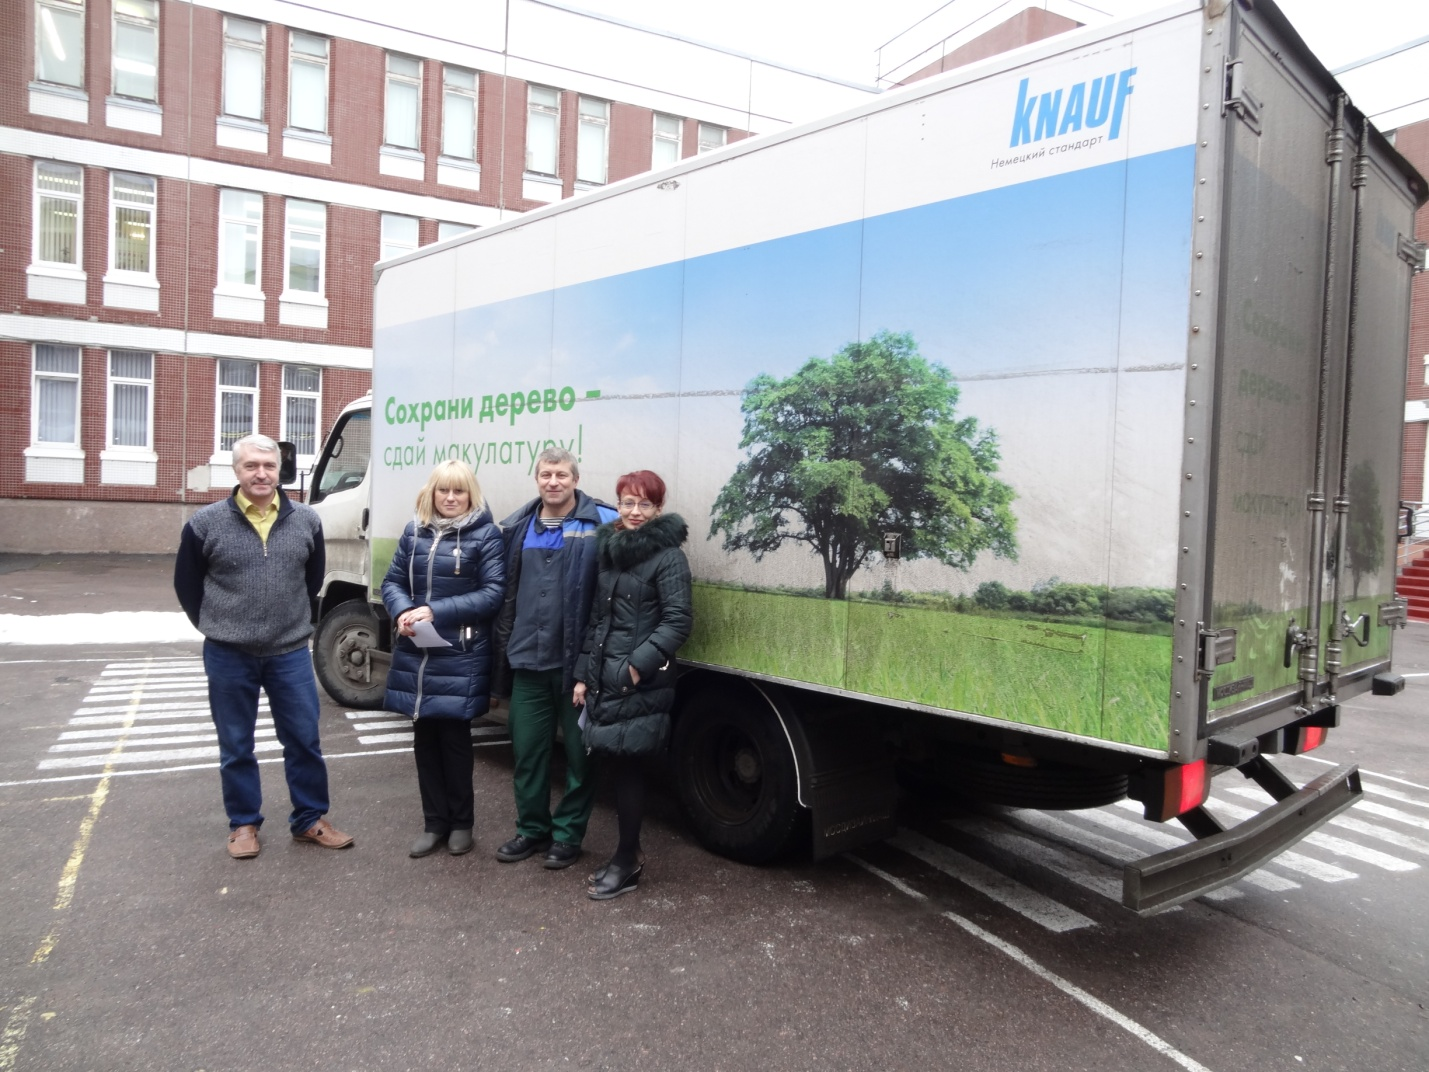 KNAUF
Немецкий стандарт
Сохрани дерево –
сдай макулатуру!